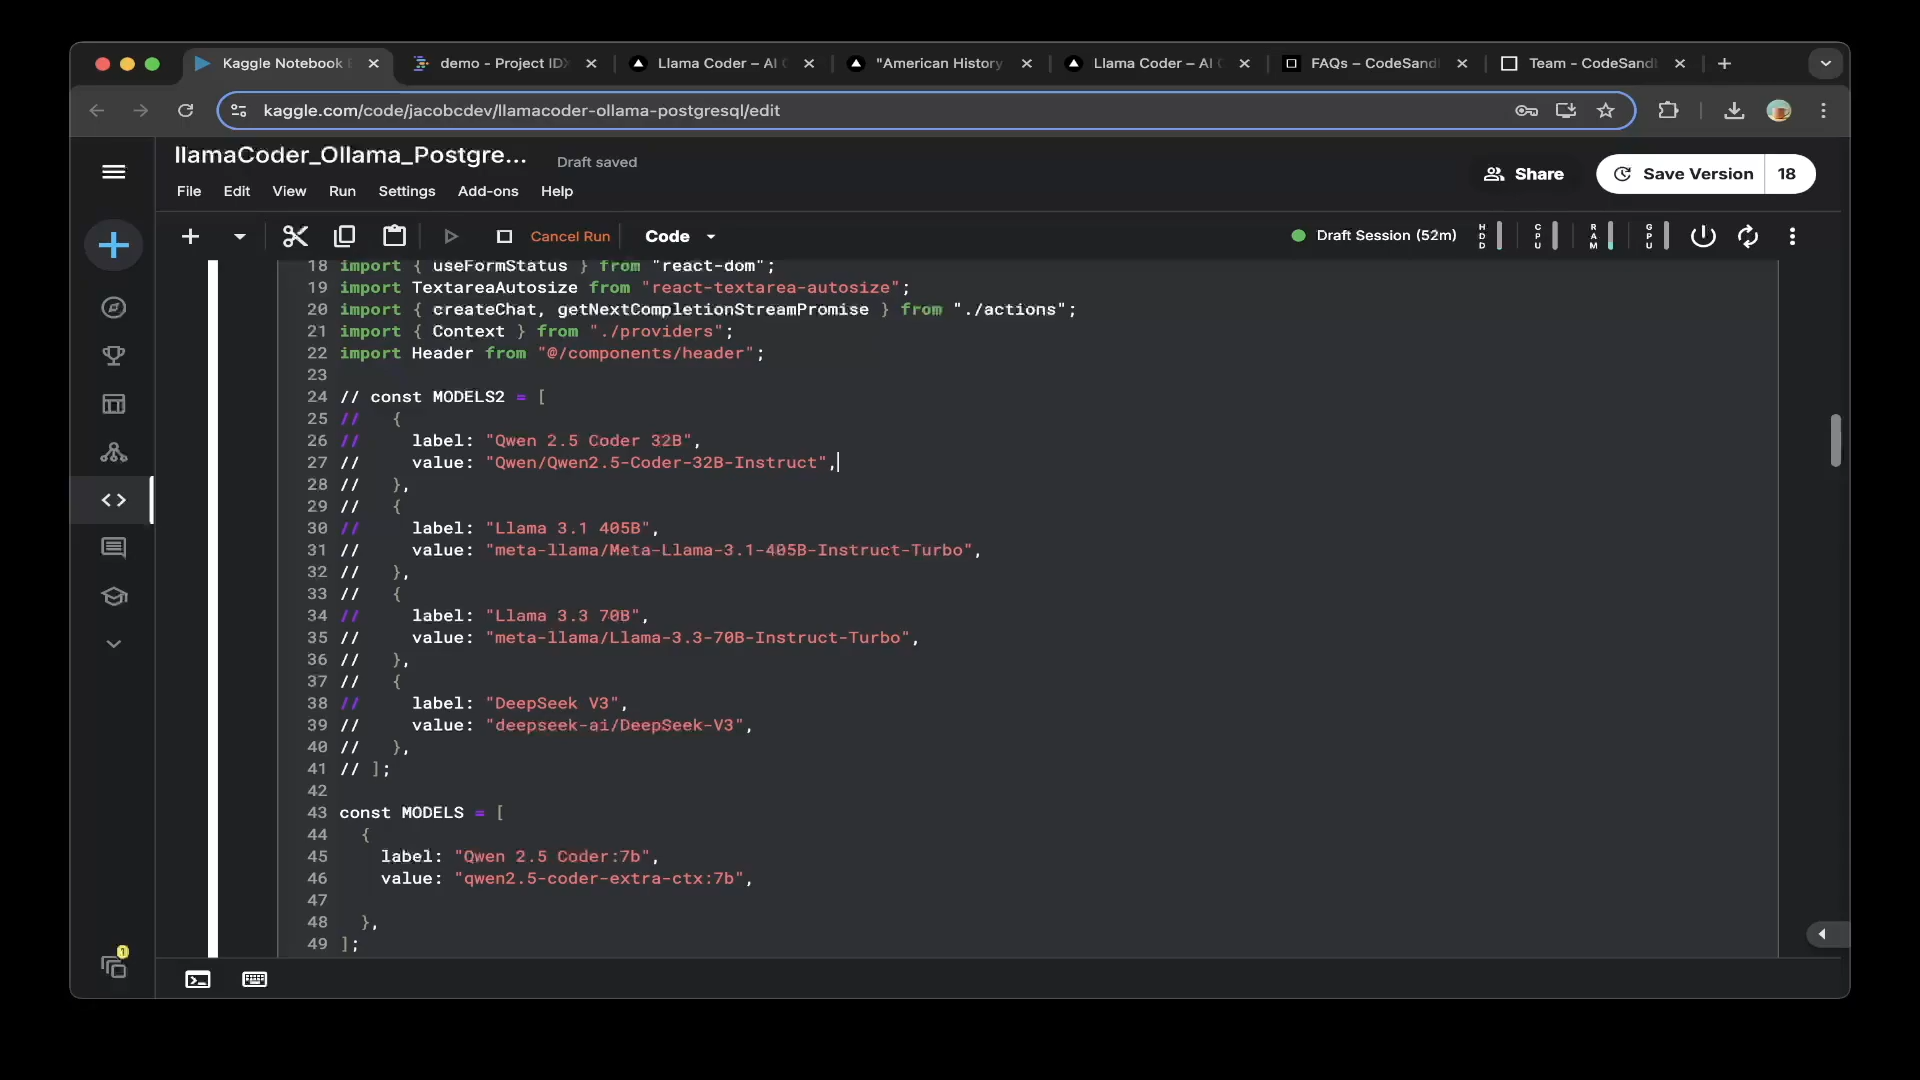 Kaggle Notebook E
demo - Project IDX
Llama Coder – AI C
"American History
Llama Coder – AI C
FAQs – CodeSand
Team - CodeSand
kaggle.com/code/jacobcdev/llamacoder-ollama-postgresql/edit
llamaCoder_Ollama_Postgre... Draft saved
Share
Save Version 18
File Edit View Run Settings Add-ons Help
Cancel Run Code Draft Session (52m) HDD CPU RAM GPU
18 import { useFormStatus } from "react-dom";
19 import TextareaAutosize from "react-textarea-autosize";
20 import { createChat, getNextCompletionStreamPromise } from "./actions";
21 import { Context } from "./providers";
22 import Header from "@/components/header";
23
24 // const MODELS2 = [
25 //   {
26 //     label: "Qwen 2.5 Coder 32B",
27 //     value: "Qwen/Qwen2.5-Coder-32B-Instruct",
28 //   },
29 //   {
30 //     label: "Llama 3.1 405B",
31 //     value: "meta-llama/Meta-Llama-3.1-405B-Instruct-Turbo",
32 //   },
33 //   {
34 //     label: "Llama 3.3 70B",
35 //     value: "meta-llama/Llama-3.3-70B-Instruct-Turbo",
36 //   },
37 //   {
38 //     label: "DeepSeek V3",
39 //     value: "deepseek-ai/DeepSeek-V3",
40 //   },
41 // ];
42
43 const MODELS = [
44   {
45     label: "Qwen 2.5 Coder:7b",
46     value: "qwen2.5-coder-extra-ctx:7b",
47
48   },
49 ];
1